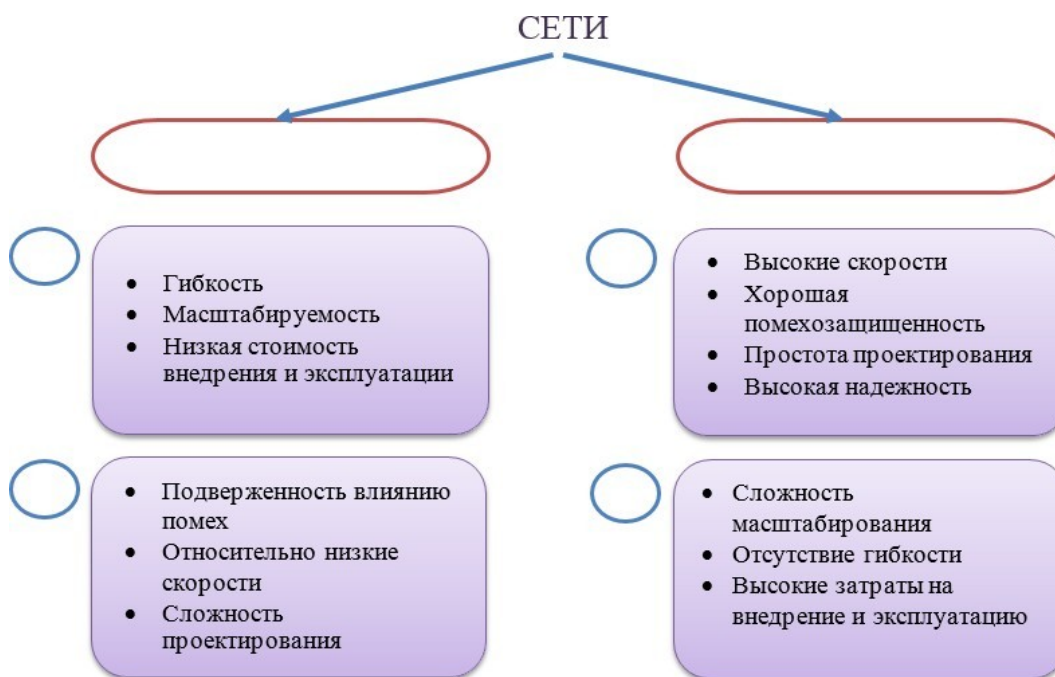 СЕТИ
• Гибкость
• Масштабируемость
• Низкая стоимость
внедрения и эксплуатации
• Высокие скорости
• Хорошая
помехозащищенность
• Простота проектирования
• Высокая надежность
• Подверженность влиянию
помех
• Относительно низкие
скорости
• Сложность
проектирования
• Сложность
масштабирования
• Отсутствие гибкости
• Высокие затраты на
внедрение и эксплуатацию